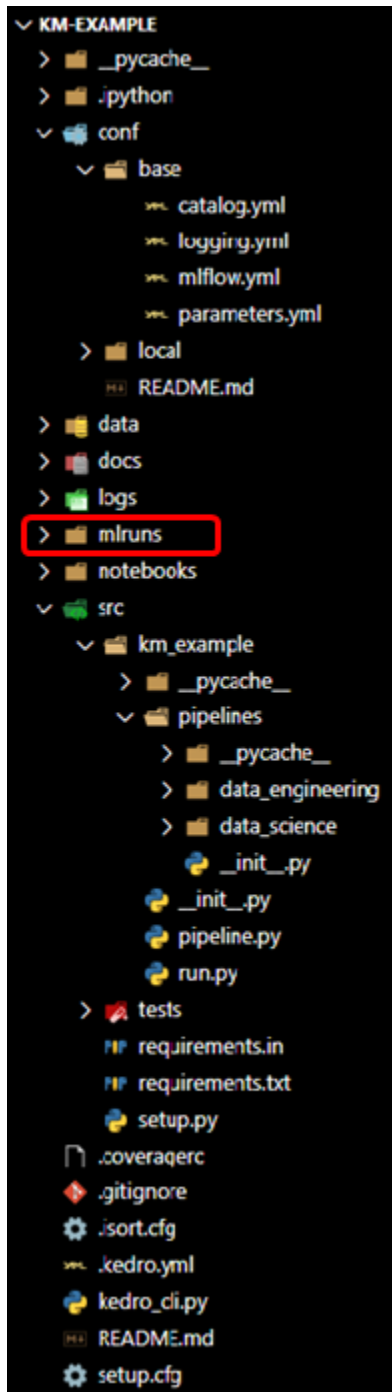 KM-EXAMPLE
__pycache__
.ipython
conf
base
catalog.yml
logging.yml
mlflow.yml
parameters.yml
local
README.md
data
docs
logs
mlruns
notebooks
src
km_example
__pycache__
pipelines
__pycache__
data_engineering
data_science
__init__.py
__init__.py
pipeline.py
run.py
tests
requirements.in
requirements.txt
setup.py
.coveragerc
.gitignore
.isort.cfg
.kedro.yml
kedro_cli.py
README.md
setup.cfg